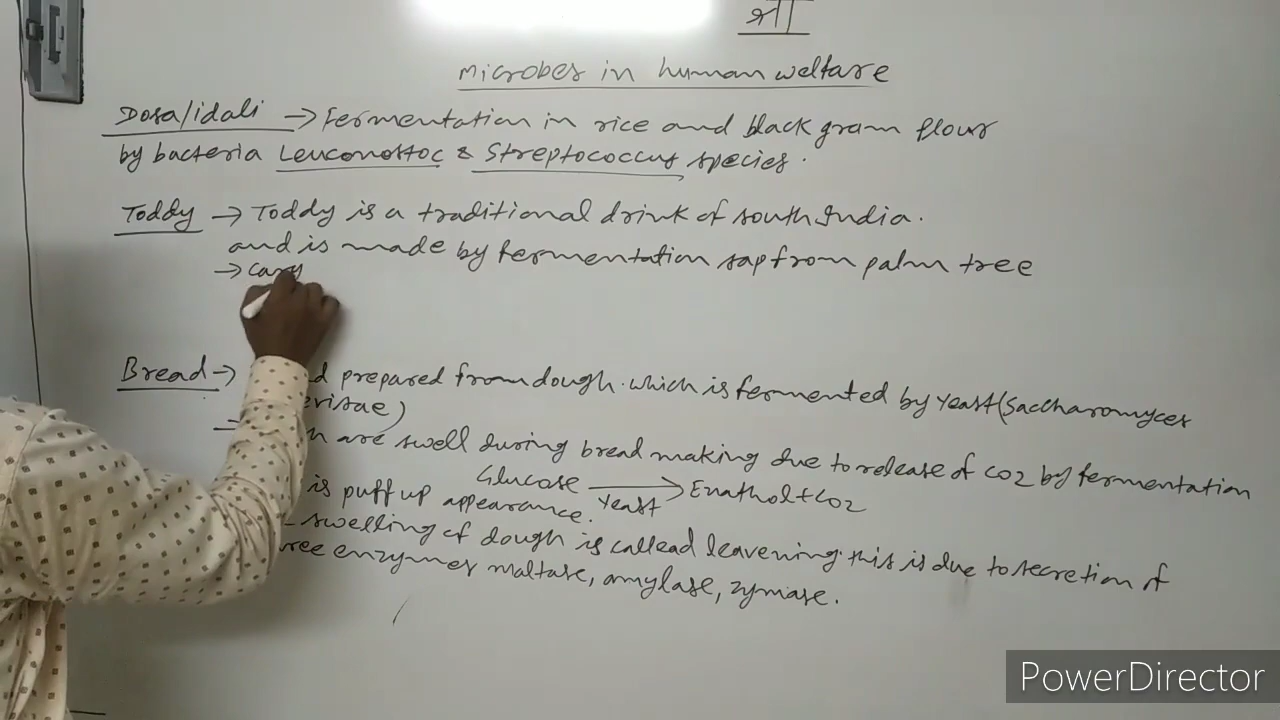 श्री
Microbes in human welfare
Dosa/idali → Fermentation in rice and black gram flour
by bacteria Leuconostoc & Streptococcus species.
Toddy → Toddy is a traditional drink of south India.
and is made by fermentation sap from palm tree
→
Bread → prepared from dough. which is fermented by yeast (Saccharomyces
are swell during bread making due to release of CO2 by fermentation
is puff up appearance. Glucose Yeast → Enathol + CO2
swelling of dough is callead leavening. this is due to secretion of
enzymes maltase, amylase, zymase.
PowerDirector